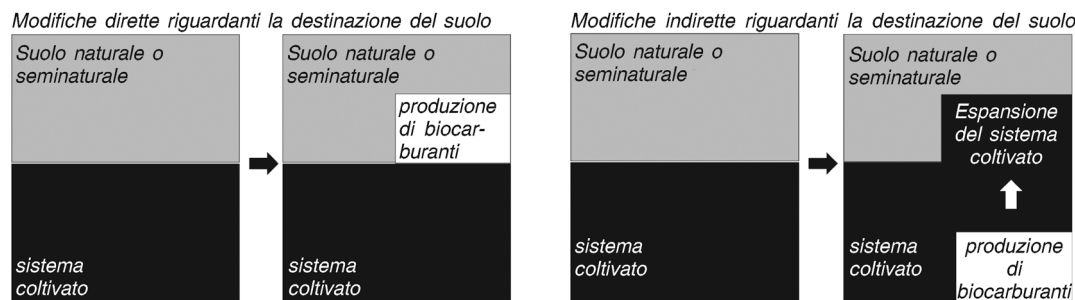 Modifiche dirette riguardanti la destinazione del suolo
Suolo naturale o
seminaturale
sistema
coltivato
Suolo naturale o
seminaturale
produzione
di biocar-
buranti
sistema
coltivato
Modifiche indirette riguardanti la destinazione del suolo
Suolo naturale o
seminaturale
sistema
coltivato
Suolo naturale o
seminaturale
Espansione
del sistema
coltivato
sistema
coltivato
produzione
di
biocarburanti